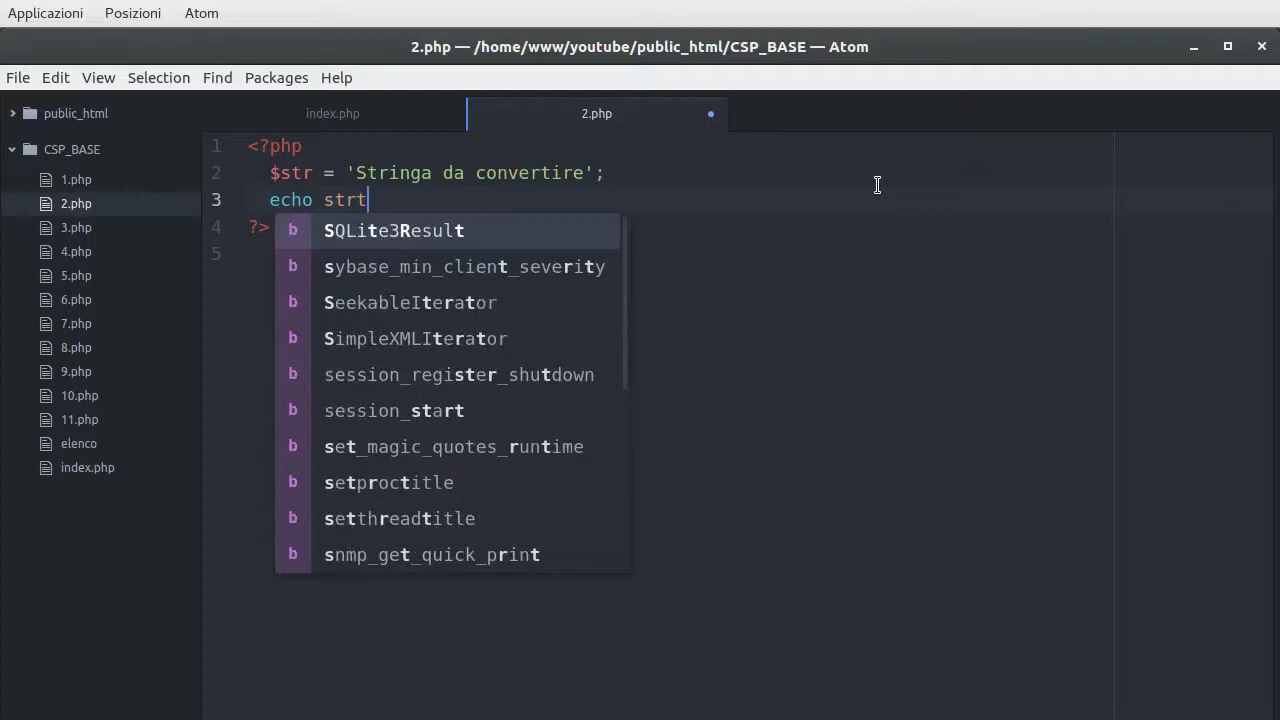 Applicazioni Posizioni Atom
2.php — /home/www/youtube/public_html/CSP_BASE — Atom
File Edit View Selection Find Packages Help
public_html
CSP_BASE
1.php
2.php
3.php
4.php
5.php
6.php
7.php
8.php
9.php
10.php
11.php
elenco
index.php
index.php 2.php
1 <?php
2 $str = 'Stringa da convertire';
3 echo strt
4 ?>
5
b SQLite3Result
b sybase_min_client_severity
b SeekableIterator
b SimpleXMLIterator
b session_register_shutdown
b session_start
b set_magic_quotes_runtime
b setproctitle
b setthreadtitle
b snmp_get_quick_print